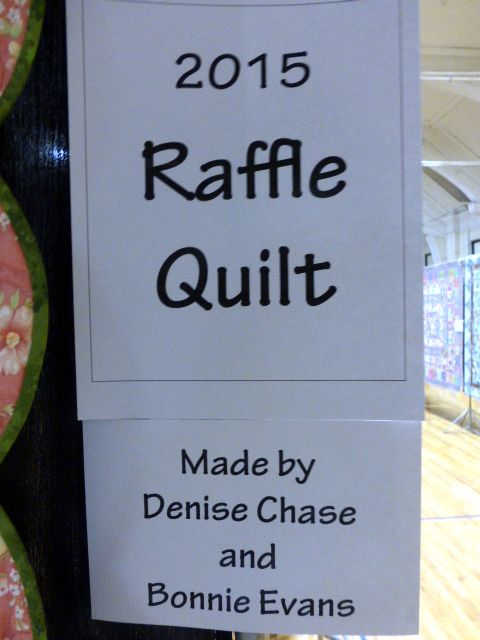 2015
Raffle
Quilt
Made by
Denise Chase
and
Bonnie Evans